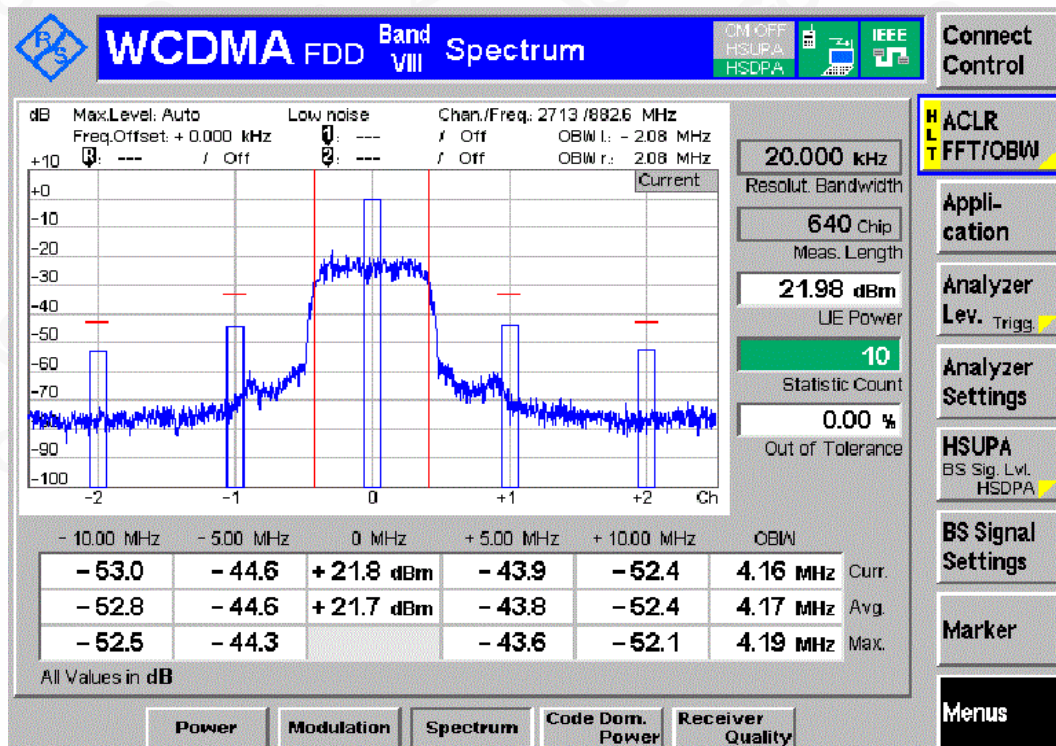 R/S
WCDMA FDD Band VIII Spectrum
CM OFF
HSUPA
HSDPA
IEEE
Connect Control
dB Max.Level: Auto Low noise Chan./Freq.: 2713 /882.6 MHz
Freq.Offset: + 0.000 kHz 1: --- / Off OBW l.: - 2.08 MHz
R: --- / Off 2: --- / Off OBW r.: 2.08 MHz
Current
+10
+0
-10
-20
-30
-40
-50
-60
-70
-90
-100
-2 -1 0 +1 +2 Ch
20.000 kHz
Resolut. Bandwidth
640 Chip
Meas. Length
21.98 dBm
UE Power
10
Statistic Count
0.00 %
Out of Tolerance
- 10.00 MHz - 5.00 MHz 0 MHz + 5.00 MHz + 10.00 MHz OBW
- 53.0 - 44.6 + 21.8 dBm - 43.9 - 52.4 4.16 MHz Curr.
- 52.8 - 44.6 + 21.7 dBm - 43.8 - 52.4 4.17 MHz Avg.
- 52.5 - 44.3 - 43.6 - 52.1 4.19 MHz Max.
All Values in dB
HLT
ACLR
FFT/OBW
Appli-
cation
Analyzer
Lev. Trigg.
Analyzer
Settings
HSUPA
BS Sig. Lvl.
HSDPA
BS Signal
Settings
Marker
Menus
Power
Modulation
Spectrum
Code Dom.
Power
Receiver
Quality